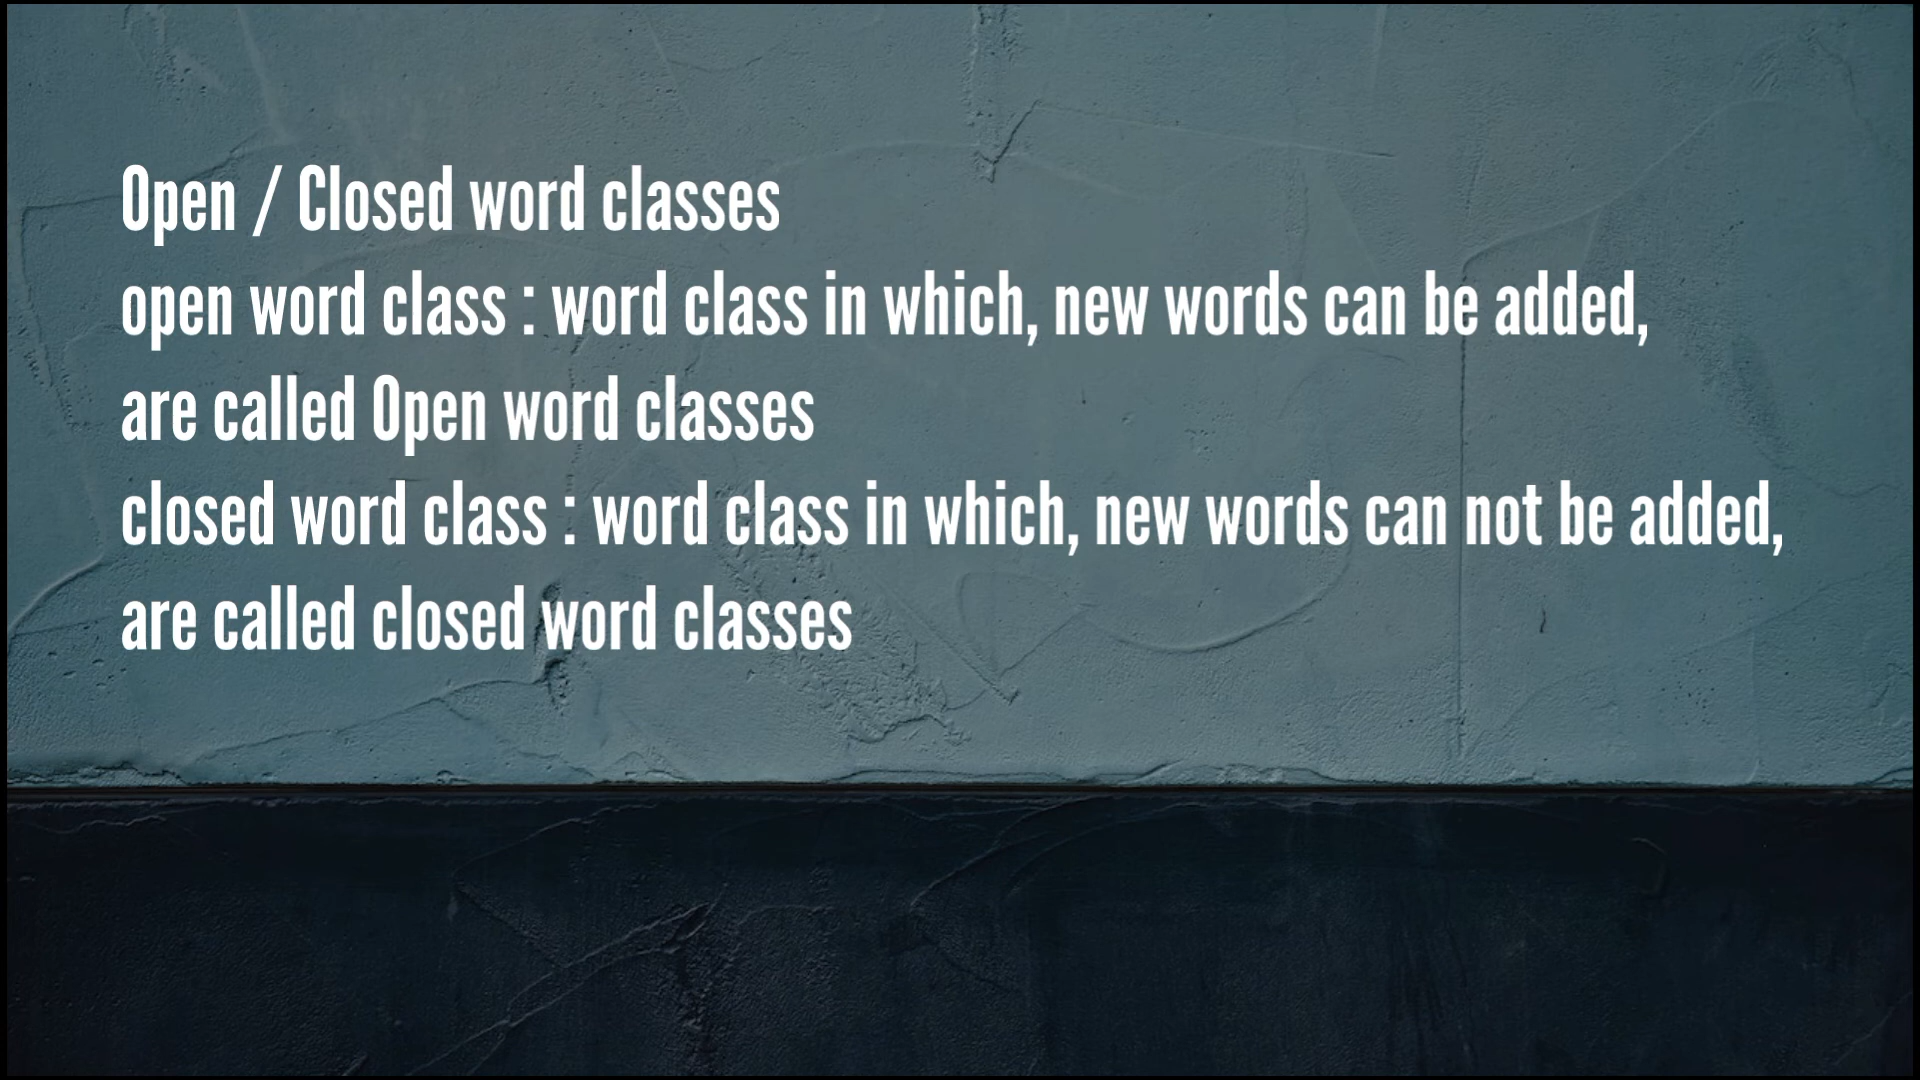 Open / Closed word classes
open word class : word class in which, new words can be added,
are called Open word classes
closed word class : word class in which, new words can not be added,
are called closed word classes